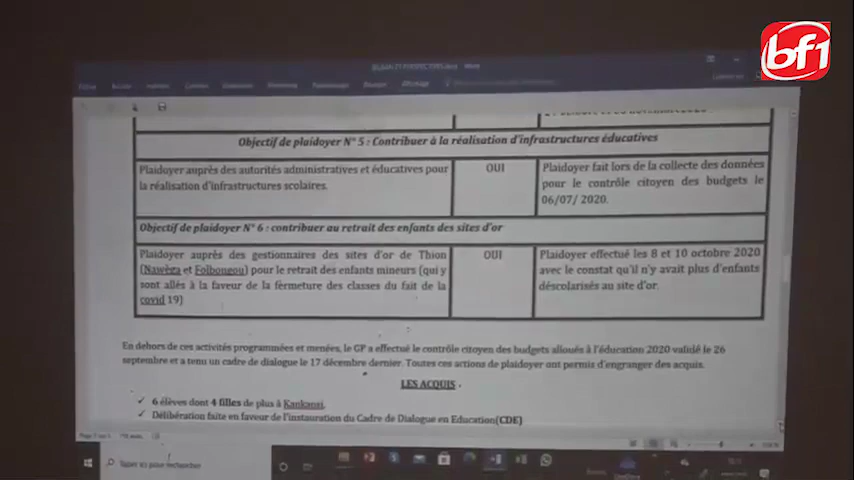 bf1
Objectif de plaidoyer N° 5 : Contribuer à la réalisation d'infrastructures éducatives
Plaidoyer auprès des autorités administratives et éducatives pour
la réalisation d'infrastructures scolaires.
OUI
Plaidoyer fait lors de la collecte des données
pour le contrôle citoyen des budgets le
06/07/ 2020.
Objectif de plaidoyer N° 6 : contribuer au retrait des enfants des sites d'or
Plaidoyer auprès des gestionnaires des sites d'or de Thion
(Nawèga et Folbongou) pour le retrait des enfants mineurs (qui y
sont allés à la faveur de la fermeture des classes du fait de la
covid 19)
OUI
Plaidoyer effectué les 8 et 10 octobre 2020
avec le constat qu'il n'y avait plus d'enfants
déscolarisés au site d'or.
En dehors de ces activités programmées et menées, le GP a effectué le contrôle citoyen des budgets alloués à l'éducation 2020 validé le 26
septembre et a tenu un cadre de dialogue le 17 décembre dernier. Toutes ces actions de plaidoyer ont permis d'engranger des acquis.
LES ACQUIS .
✓ 6 élèves dont 4 filles de plus à
✓ Délibération faite en faveur de l'instauration du Cadre de Dialogue en Education(CDE)
Taper ici pour rechercher